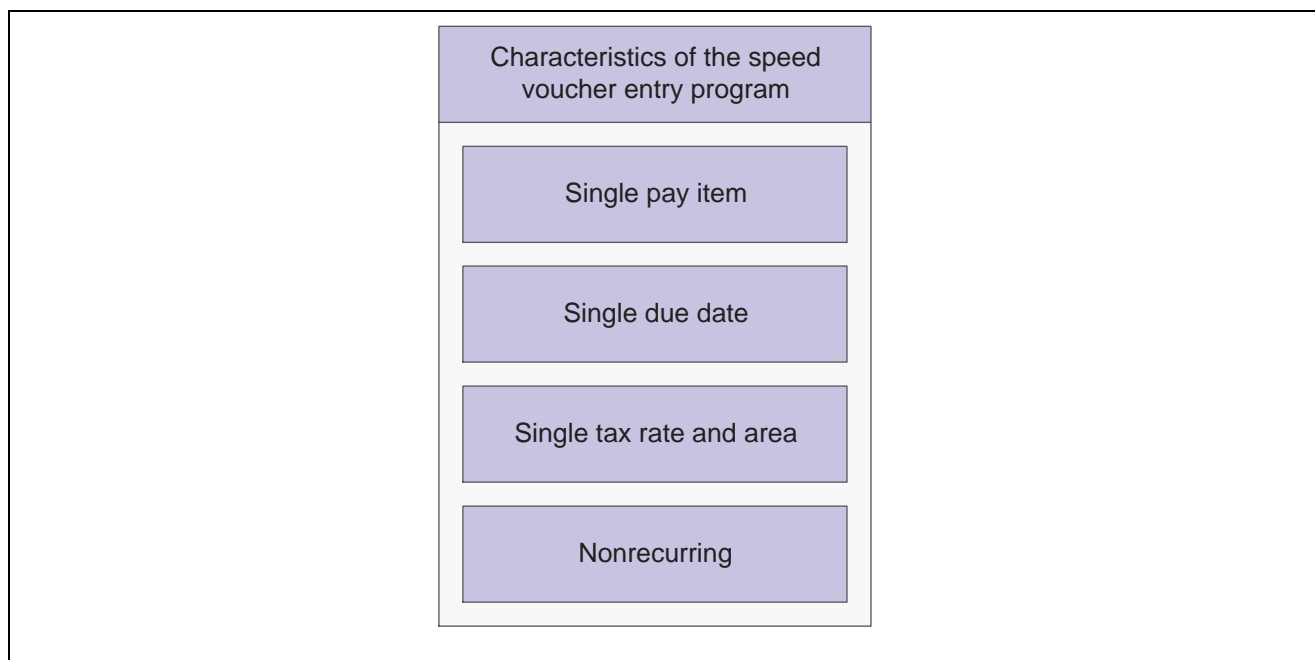 Characteristics of the speed
voucher entry program
Single pay item
Single due date
Single tax rate and area
Nonrecurring